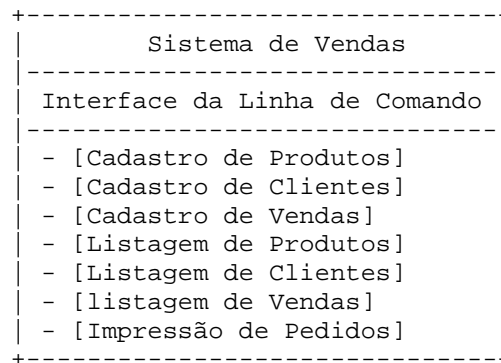 +-------------------------------
|        Sistema de Vendas
|-------------------------------
| Interface da Linha de Comando
|-------------------------------
| - [Cadastro de Produtos]
| - [Cadastro de Clientes]
| - [Cadastro de Vendas]
| - [Listagem de Produtos]
| - [Listagem de Clientes]
| - [listagem de Vendas]
| - [Impressão de Pedidos]
+-------------------------------